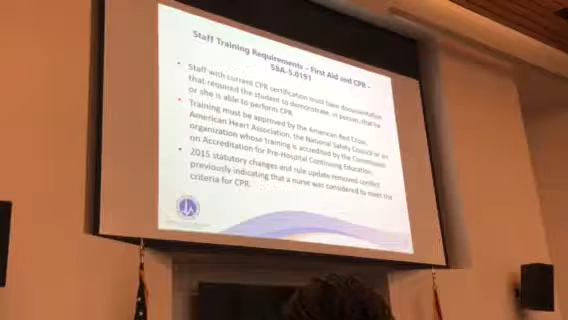 Staff Training Requirements – First Aid and CPR –
58A-5.0191
• Staff with current CPR certification must have documentation
that required the student to demonstrate, in person, that he
or she is able to perform CPR.
• Training must be approved by the American Red Cross,
American Heart Association, the National Safety Council or an
organization whose training is accredited by the Commission
on Accreditation for Pre-Hospital Continuing Education.
• 2015 statutory changes and rule update removed conflict
previously indicating that a nurse was considered to meet the
criteria for CPR.